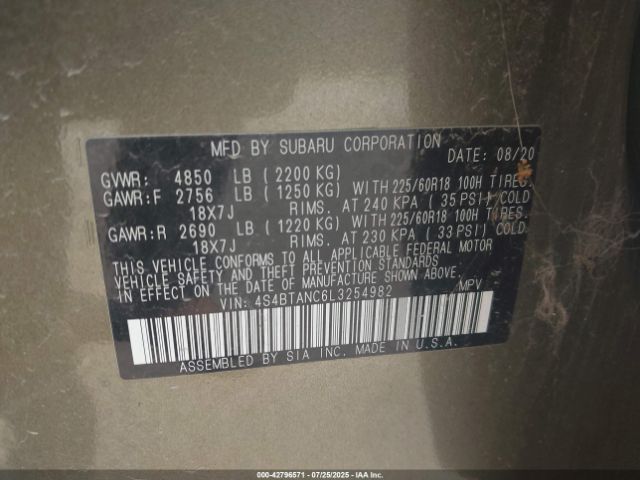 MFD BY SUBARU CORPORATION DATE: 08/20
GVWR: 4850 LB (2200 KG)
GAWR:F 2756 LB (1250 KG) WITH 225/60R18 100H TIRES.
18X7J RIMS. AT 240 KPA (35 PSI) COLD
GAWR:R 2690 LB (1220 KG) WITH 225/60R18 100H TIRES.
18X7J RIMS. AT 230 KPA (33 PSI) COLD
THIS VEHICLE CONFORMS TO ALL APPLICABLE FEDERAL MOTOR
VEHICLE SAFETY AND THEFT PREVENTION STANDARDS
IN EFFECT ON THE DATE OF MANUFACTURE SHOWN ABOVE.
VIN: 4S4BTANC6L3254982 MPV
ASSEMBLED BY SIA INC. MADE IN U.S.A.
© IAA - 42796571 - 07/25/2025 - IAAI.com